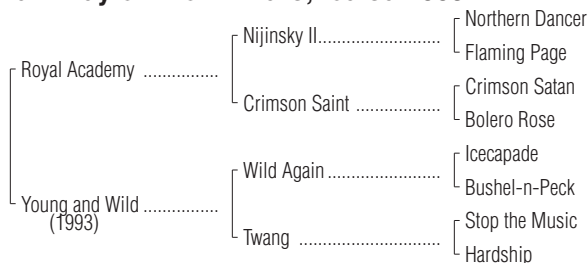 Northern Dancer
Nijinsky II........................
Flaming Page
Royal Academy ...............
Crimson Satan
Crimson Saint .................
Bolero Rose
Icecapade
Wild Again ......................
Bushel-n-Peck
Young and Wild ...............
(1993)
Stop the Music
Twang ............................
Hardship